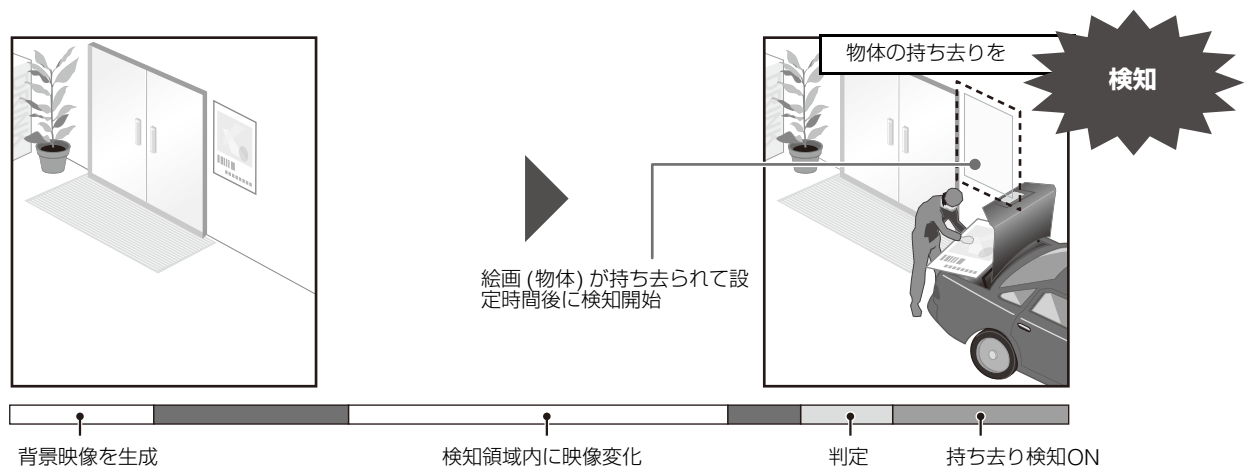 物体の持ち去りを
検知
絵画 (物体) が持ち去られて設
定時間後に検知開始
背景映像を生成
検知領域内に映像変化
判定
持ち去り検知ON